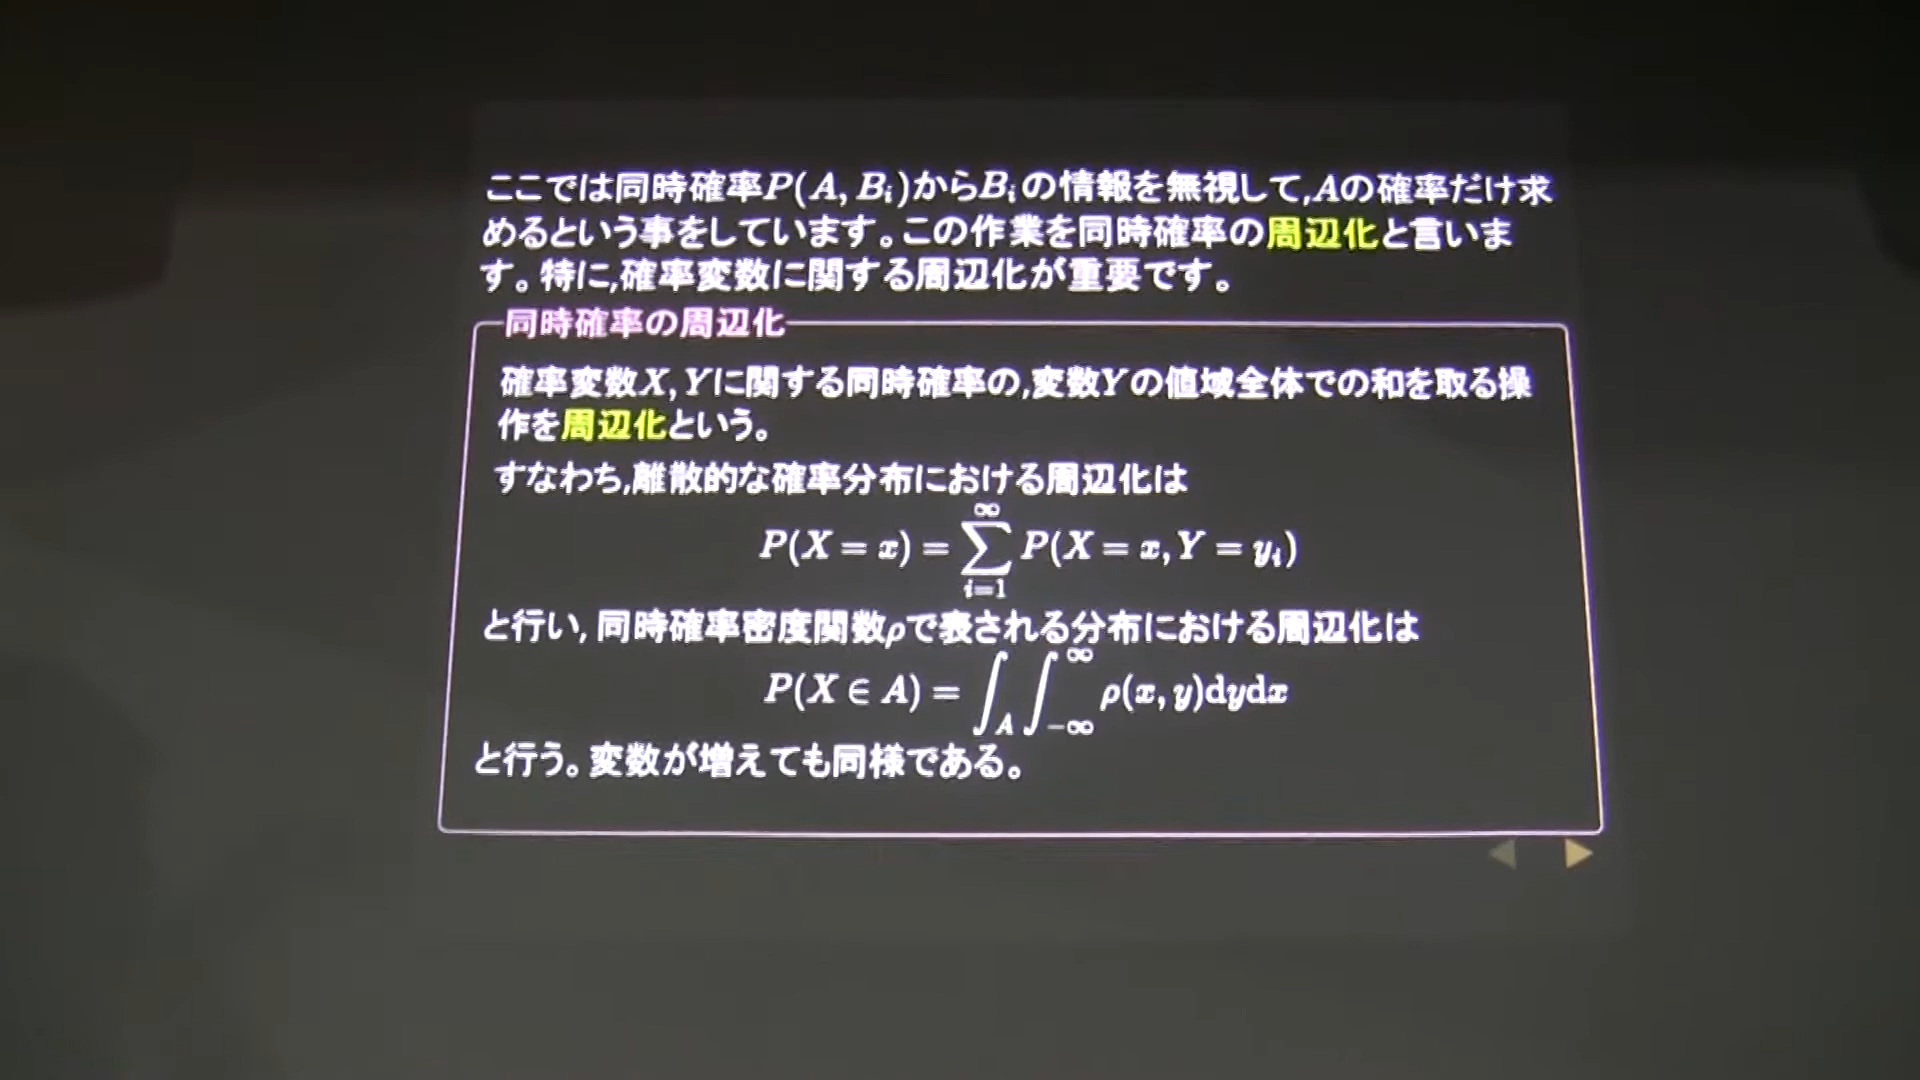 ここでは同時確率P(A, B_i)からB_iの情報を無視して,Aの確率だけ求
めるという事をしています。この作業を同時確率の周辺化と言いま
す。特に,確率変数に関する周辺化が重要です。
同時確率の周辺化
確率変数X, Yに関する同時確率の,変数Yの値域全体での和を取る操
作を周辺化という。
すなわち,離散的な確率分布における周辺化は
P(X = x) = ∑_{i=1}^{∞} P(X = x, Y = y_i)
と行い, 同時確率密度関数ρで表される分布における周辺化は
P(X ∈ A) = ∫_A ∫_{-∞}^{∞} ρ(x, y)dydx
と行う。変数が増えても同様である。